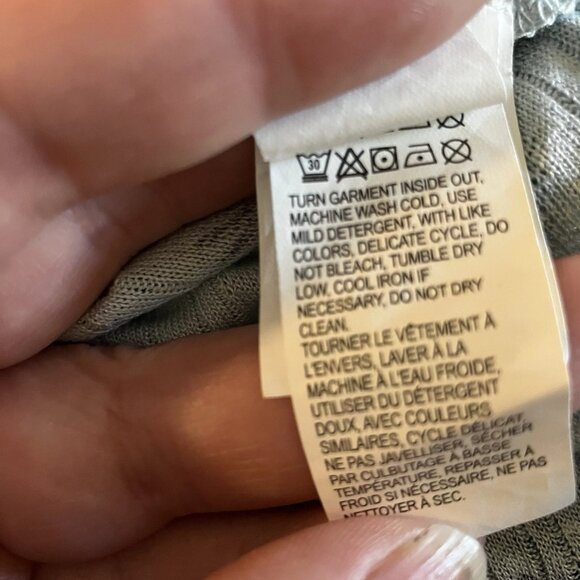 30
TURN GARMENT INSIDE OUT,
MACHINE WASH COLD, USE
MILD DETERGENT, WITH LIKE
COLORS, DELICATE CYCLE, DO
NOT BLEACH, TUMBLE DRY
LOW, COOL IRON IF
NECESSARY, DO NOT DRY
CLEAN.
TOURNER LE VÊTEMENT À
L'ENVERS, LAVER À LA
MACHINE À L'EAU FROIDE,
UTILISER DU DÉTERGENT
DOUX, AVEC COULEURS
SIMILAIRES, CYCLE DÉLICAT,
NE PAS JAVELLISER, SÉCHER
PAR CULBUTAGE À BASSE
TEMPÉRATURE, REPASSER À
FROID SI NÉCESSAIRE, NE PAS
NETTOYER À SEC.